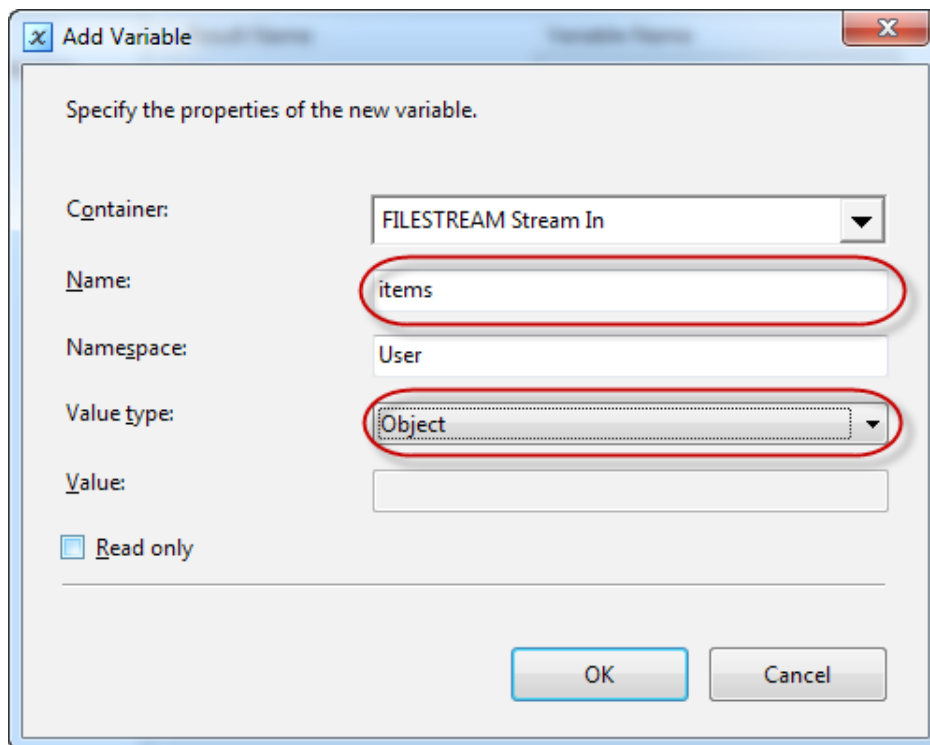 Add Variable
Specify the properties of the new variable.
Container:
FILESTREAM Stream In
Name:
items
Namespace:
User
Value type:
Object
Value:
Read only
OK
Cancel